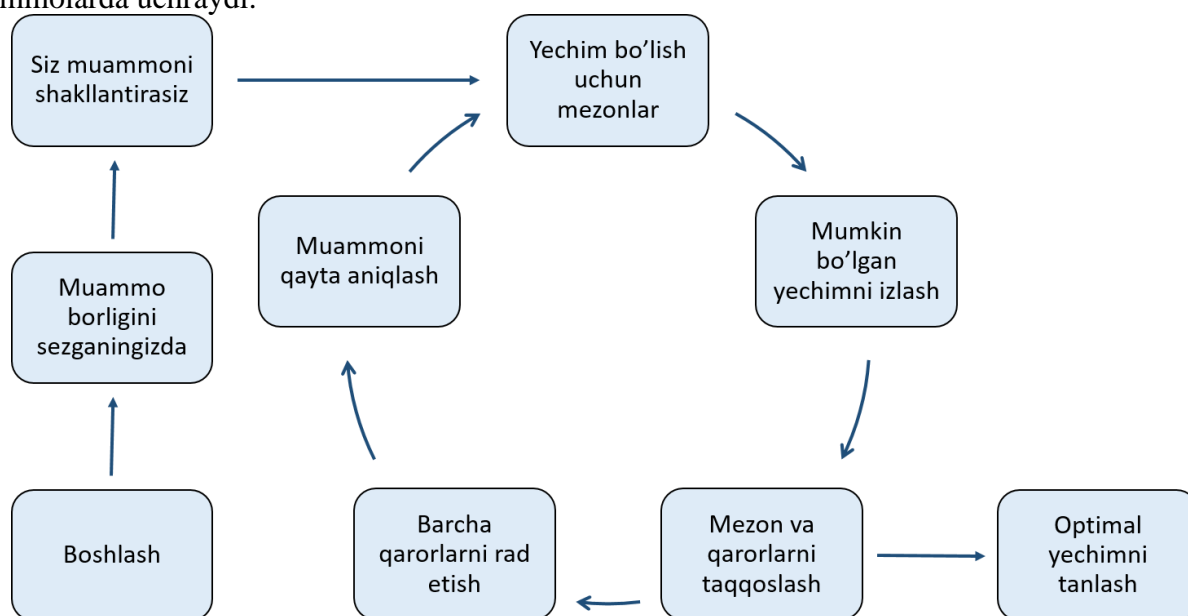 Siz muammoni
shakllantirasiz
Yechim bo’lish
uchun
mezonlar
Muammoni
qayta aniqlash
Mumkin
bo’lgan
yechimni izlash
Muammo
borligini
sezganingizda
Boshlash
Barcha
qarorlarni rad
etish
Mezon va
qarorlarni
taqqoslash
Optimal
yechimni
tanlash